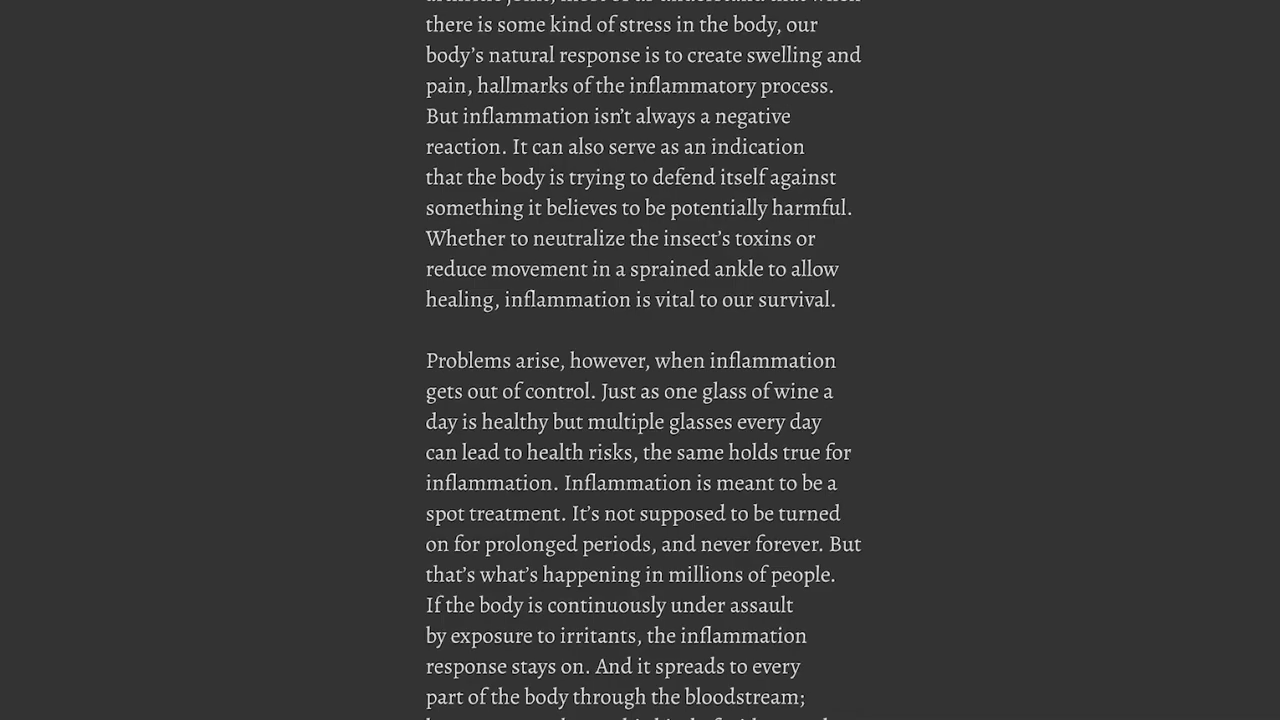 there is some kind of stress in the body, our
body’s natural response is to create swelling and
pain, hallmarks of the inflammatory process.
But inflammation isn’t always a negative
reaction. It can also serve as an indication
that the body is trying to defend itself against
something it believes to be potentially harmful.
Whether to neutralize the insect’s toxins or
reduce movement in a sprained ankle to allow
healing, inflammation is vital to our survival.
Problems arise, however, when inflammation
gets out of control. Just as one glass of wine a
day is healthy but multiple glasses every day
can lead to health risks, the same holds true for
inflammation. Inflammation is meant to be a
spot treatment. It’s not supposed to be turned
on for prolonged periods, and never forever. But
that’s what’s happening in millions of people.
If the body is continuously under assault
by exposure to irritants, the inflammation
response stays on. And it spreads to every
part of the body through the bloodstream;